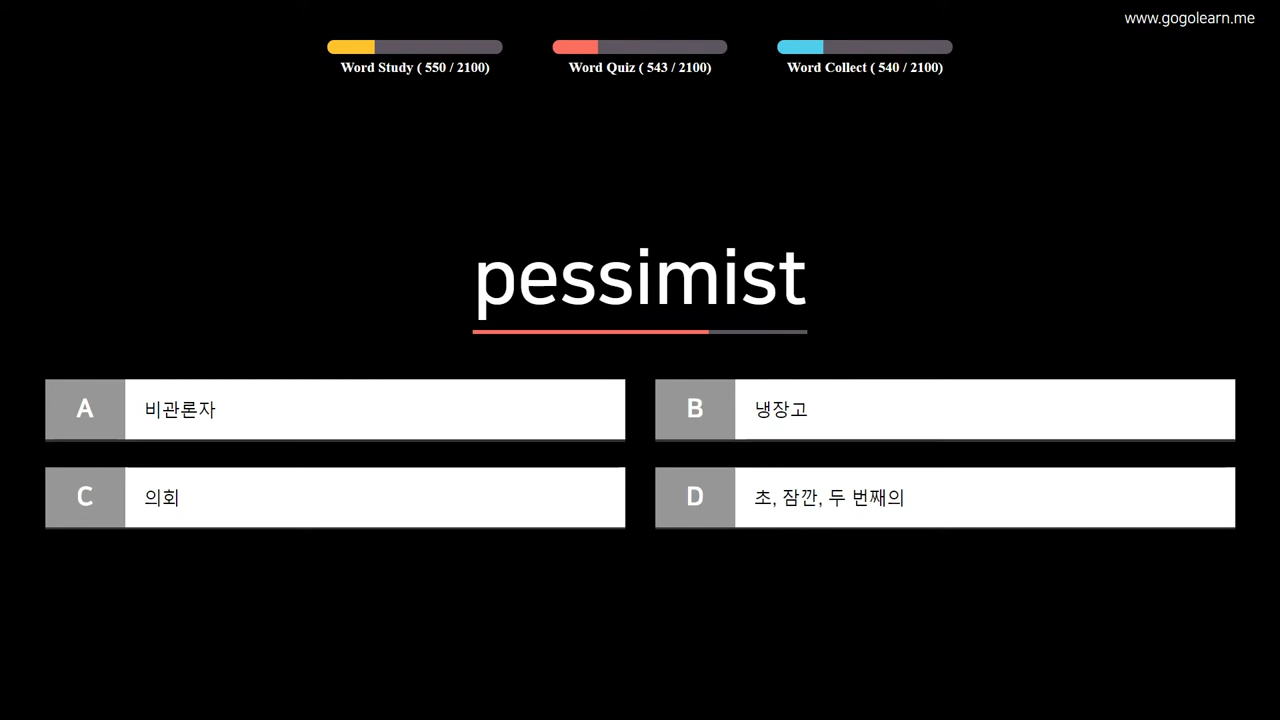 www.gogolearn.me
Word Study ( 550 / 2100)
Word Quiz ( 543 / 2100)
Word Collect ( 540 / 2100)
pessimist
A 비관론자
B 냉장고
C 의회
D 초, 잠깐, 두 번째의